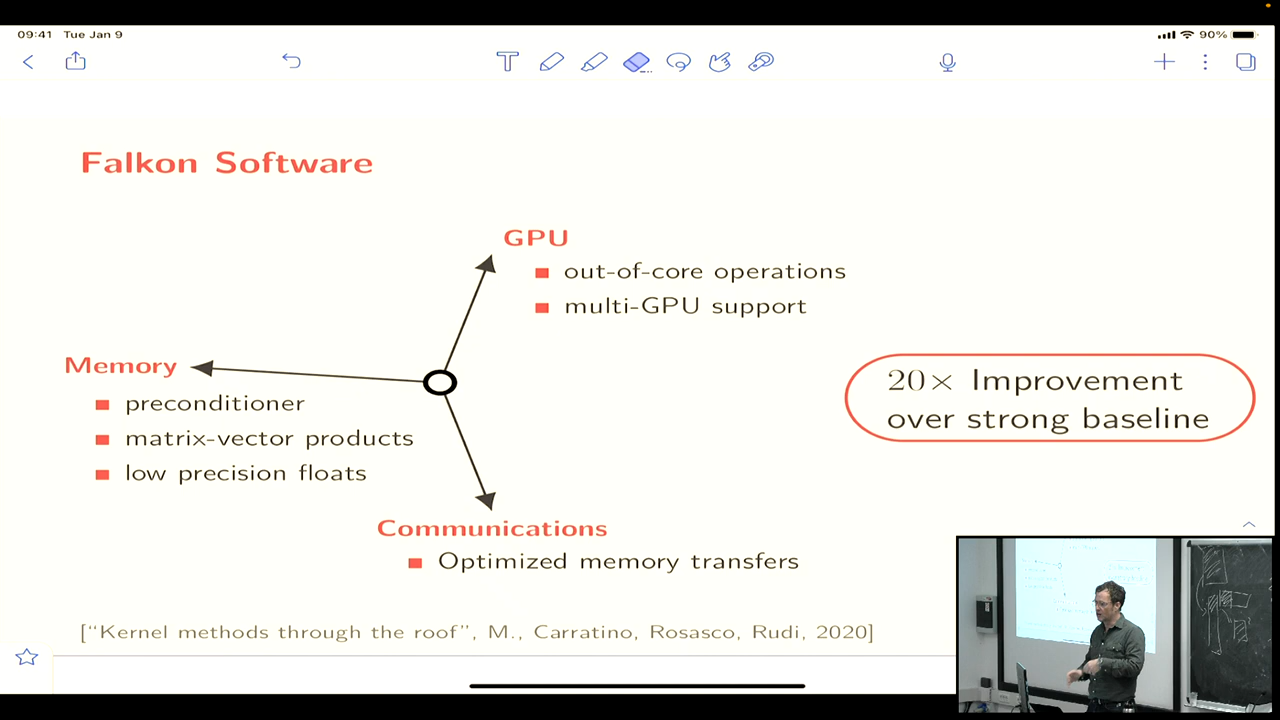 09:41 Tue Jan 9
90%
Falkon Software
GPU
out-of-core operations
multi-GPU support
Memory
preconditioner
matrix-vector products
low precision floats
20× Improvement
over strong baseline
Communications
Optimized memory transfers
["Kernel methods through the roof", M., Carratino, Rosasco, Rudi, 2020]